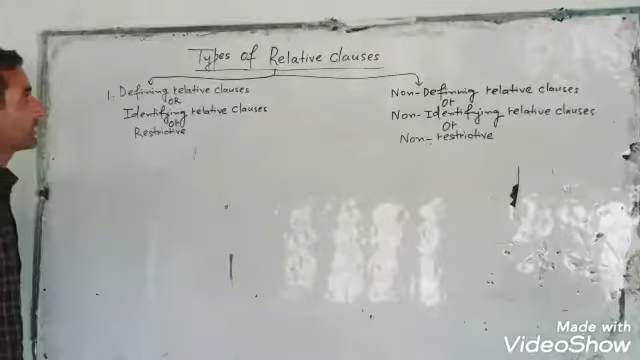 Types of Relative clauses
1. Defining relative clauses
OR
Identifying relative clauses
OR
Restrictive
Non-Defining relative clauses
or
Non-Identifying relative clauses
or
Non-restrictive
Made with
VideoShow